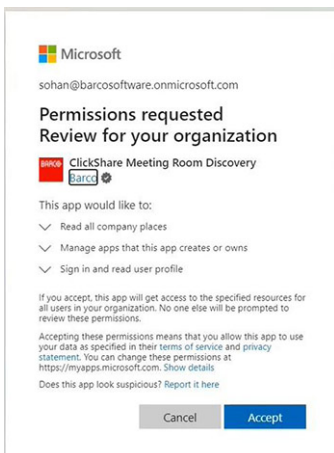 Microsoft
sohan@barcosoftware.onmicrosoft.com
Permissions requested
Review for your organization
BARCO
ClickShare Meeting Room Discovery
Barco
This app would like to:
Read all company places
Manage apps that this app creates or owns
Sign in and read user profile
If you accept, this app will get access to the specified resources for
all users in your organization. No one else will be prompted to
review these permissions.
Accepting these permissions means that you allow this app to use
your data as specified in their terms of service and privacy
statement. You can change these permissions at
https://myapps.microsoft.com. Show details
Does this app look suspicious? Report it here
Cancel
Accept